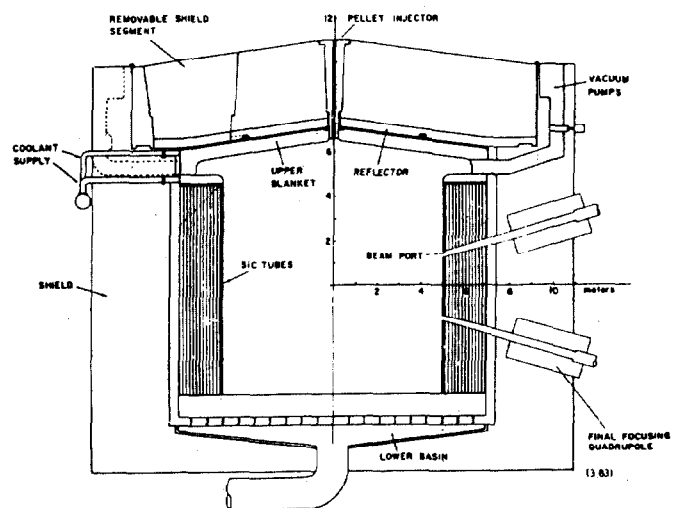 REMOVABLE SHIELD
SEGMENT
12
PELLET INJECTOR
VACUUM
PUMPS
COOLANT
SUPPLY
UPPER
BLANKET
REFLECTOR
6
4
2
SiC TUBES
BEAM PORT
SHIELD
2
4
6
8
10
meters
FINAL FOCUSING
QUADRUPOLE
LOWER BASIN
(3.83)